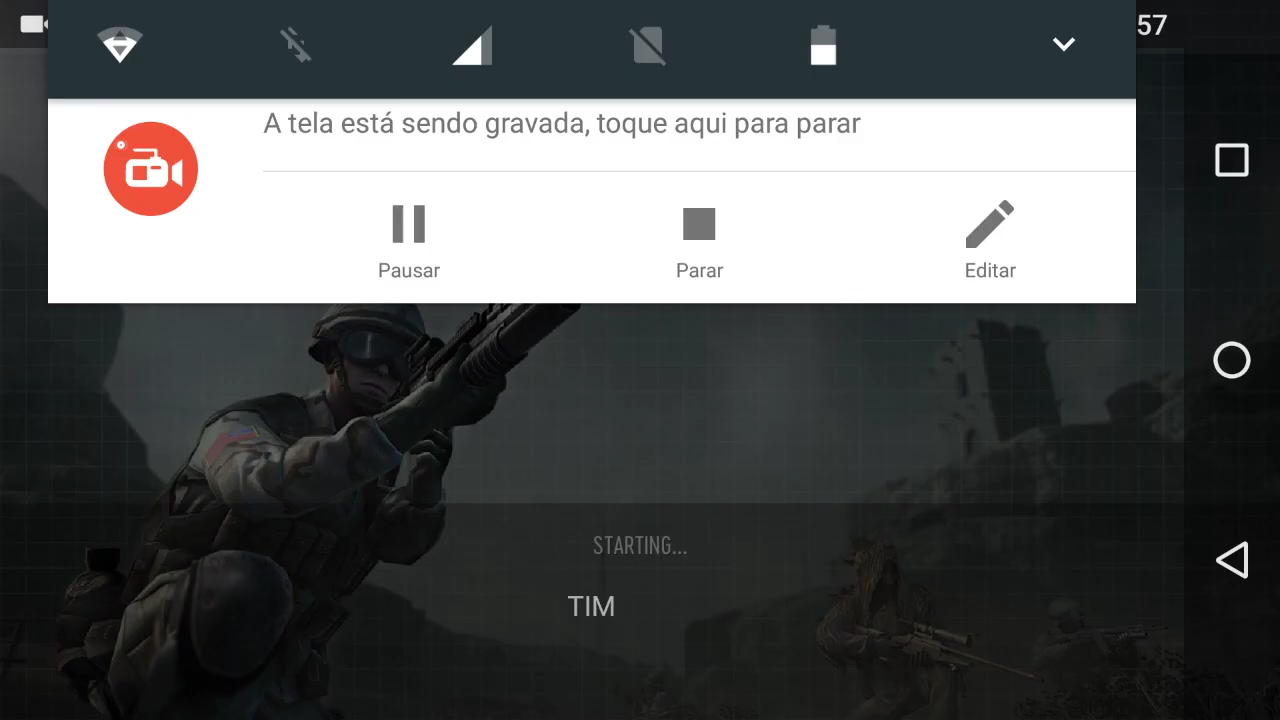 57
A tela está sendo gravada, toque aqui para parar
Pausar Parar Editar
STARTING...
TIM